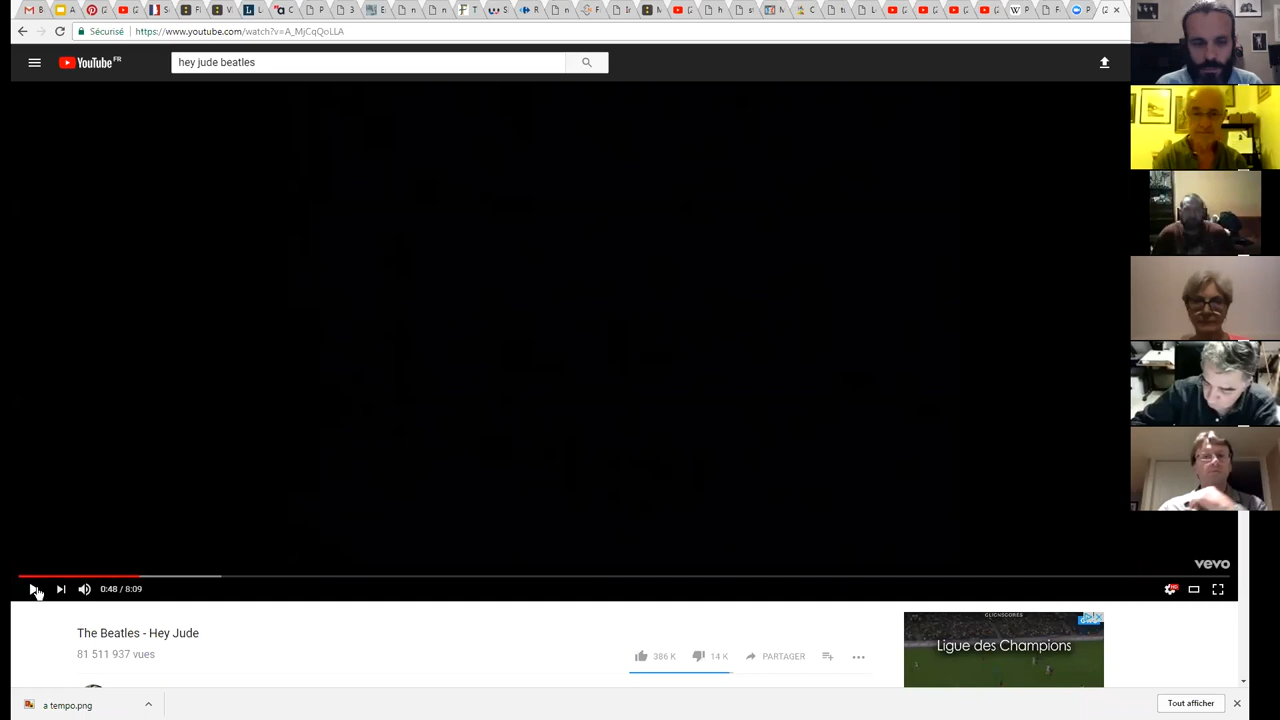 Sécurisé https://www.youtube.com/watch?v=A_MjCqQoLLA
YouTube FR hey jude beatles
vevo
0:48 / 8:09
The Beatles - Hey Jude
81 511 937 vues
386 K 14 K PARTAGER
Ligue des Champions
a tempo.png
Tout afficher